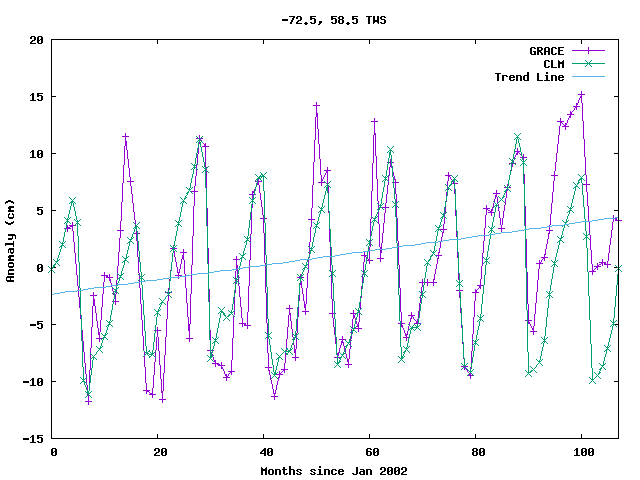 -72.5, 58.5 TWS
GRACE
CLM
Trend Line
20
15
10
5
0
-5
-10
-15
Anomaly (cm)
0 20 40 60 80 100
Months since Jan 2002